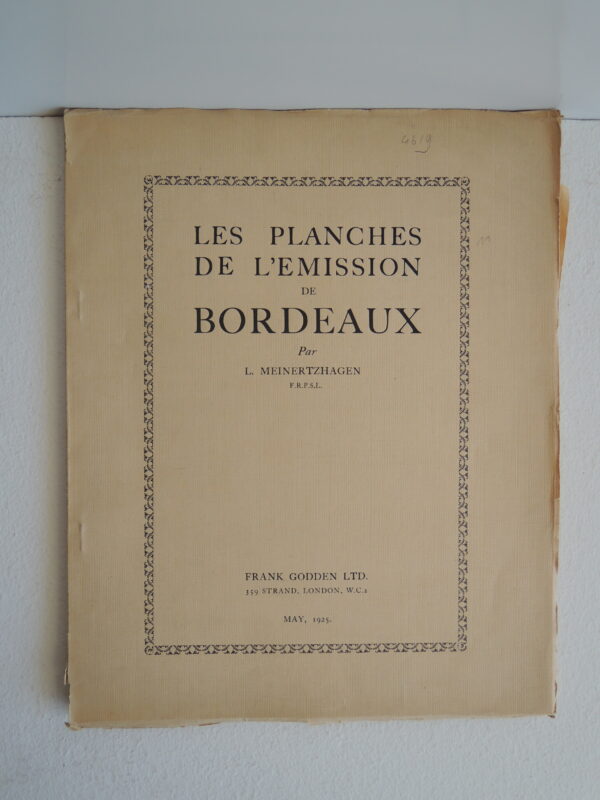 LES PLANCHES
DE L'EMISSION
DE
BORDEAUX
Par
L. MEINERTZHAGEN
F.R.P.S.L.
FRANK GODDEN LTD.
359 STRAND, LONDON, W.C.2
MAY, 1925.